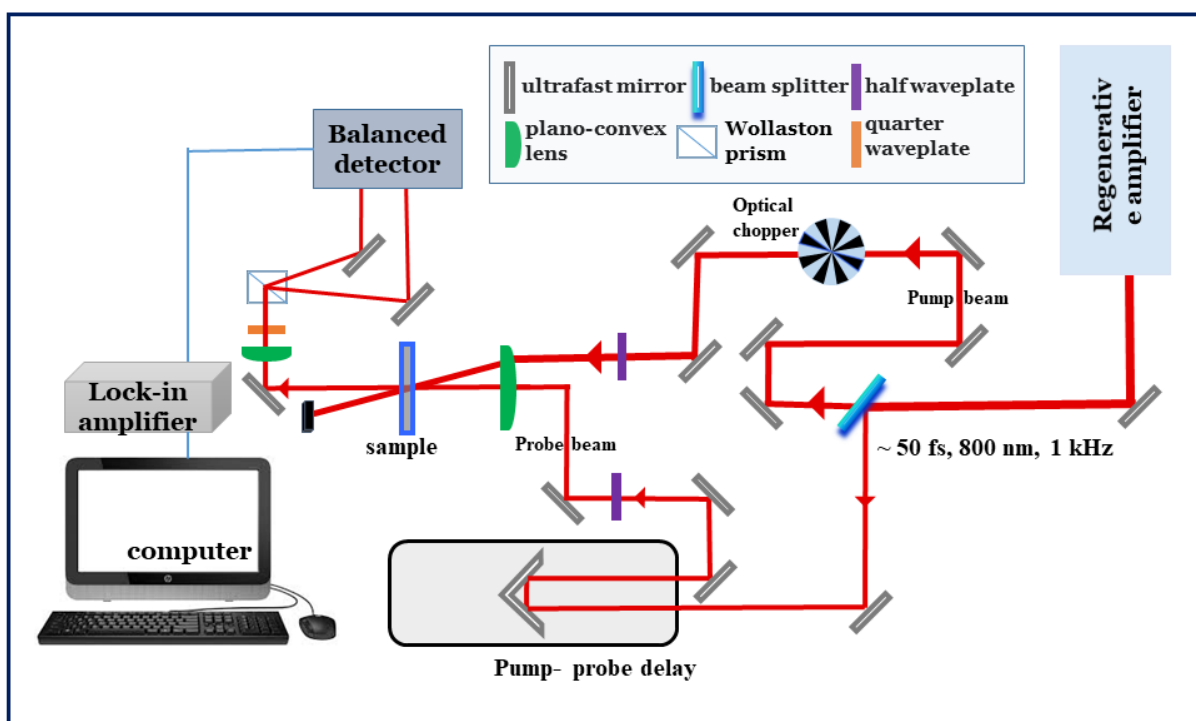 ultrafast mirror
beam splitter
half waveplate
plano-convex
lens
Wollaston
prism
quarter
waveplate
Regenerativ
e amplifier
Balanced
detector
Optical
chopper
Pump beam
Lock-in
amplifier
sample
Probe beam
~ 50 fs, 800 nm, 1 kHz
computer
Pump- probe delay